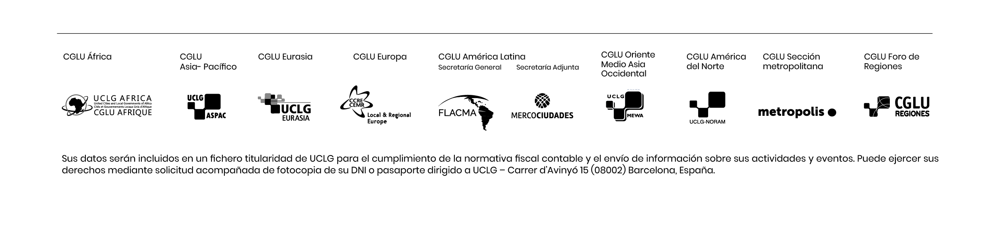 CGLU África
CGLU
Asia- Pacífico
CGLU Eurasia
CGLU Europa
CGLU América Latina
Secretaría General
Secretaría Adjunta
CGLU Oriente
Medio Asia
Occidental
CGLU América
del Norte
CGLU Sección
metropolitana
CGLU Foro de
Regiones
UCLG AFRICA
United Cities and Local Governments of Africa
Cités et Gouvernements Locaux Unis d'Afrique
CGLU AFRIQUE
UCLG
ASPAC
UCLG
EURASIA
CCRE
CEMR
Local & Regional
Europe
FLACMA
MERCOCIUDADES
UCLG
MEWA
UCLG-NORAM
metropolis
CGLU
REGIONES
Sus datos serán incluidos en un fichero titularidad de UCLG para el cumplimiento de la normativa fiscal contable y el envío de información sobre sus actividades y eventos. Puede ejercer sus
derechos mediante solicitud acompañada de fotocopia de su DNI o pasaporte dirigido a UCLG – Carrer d'Avinyó 15 (08002) Barcelona, España.